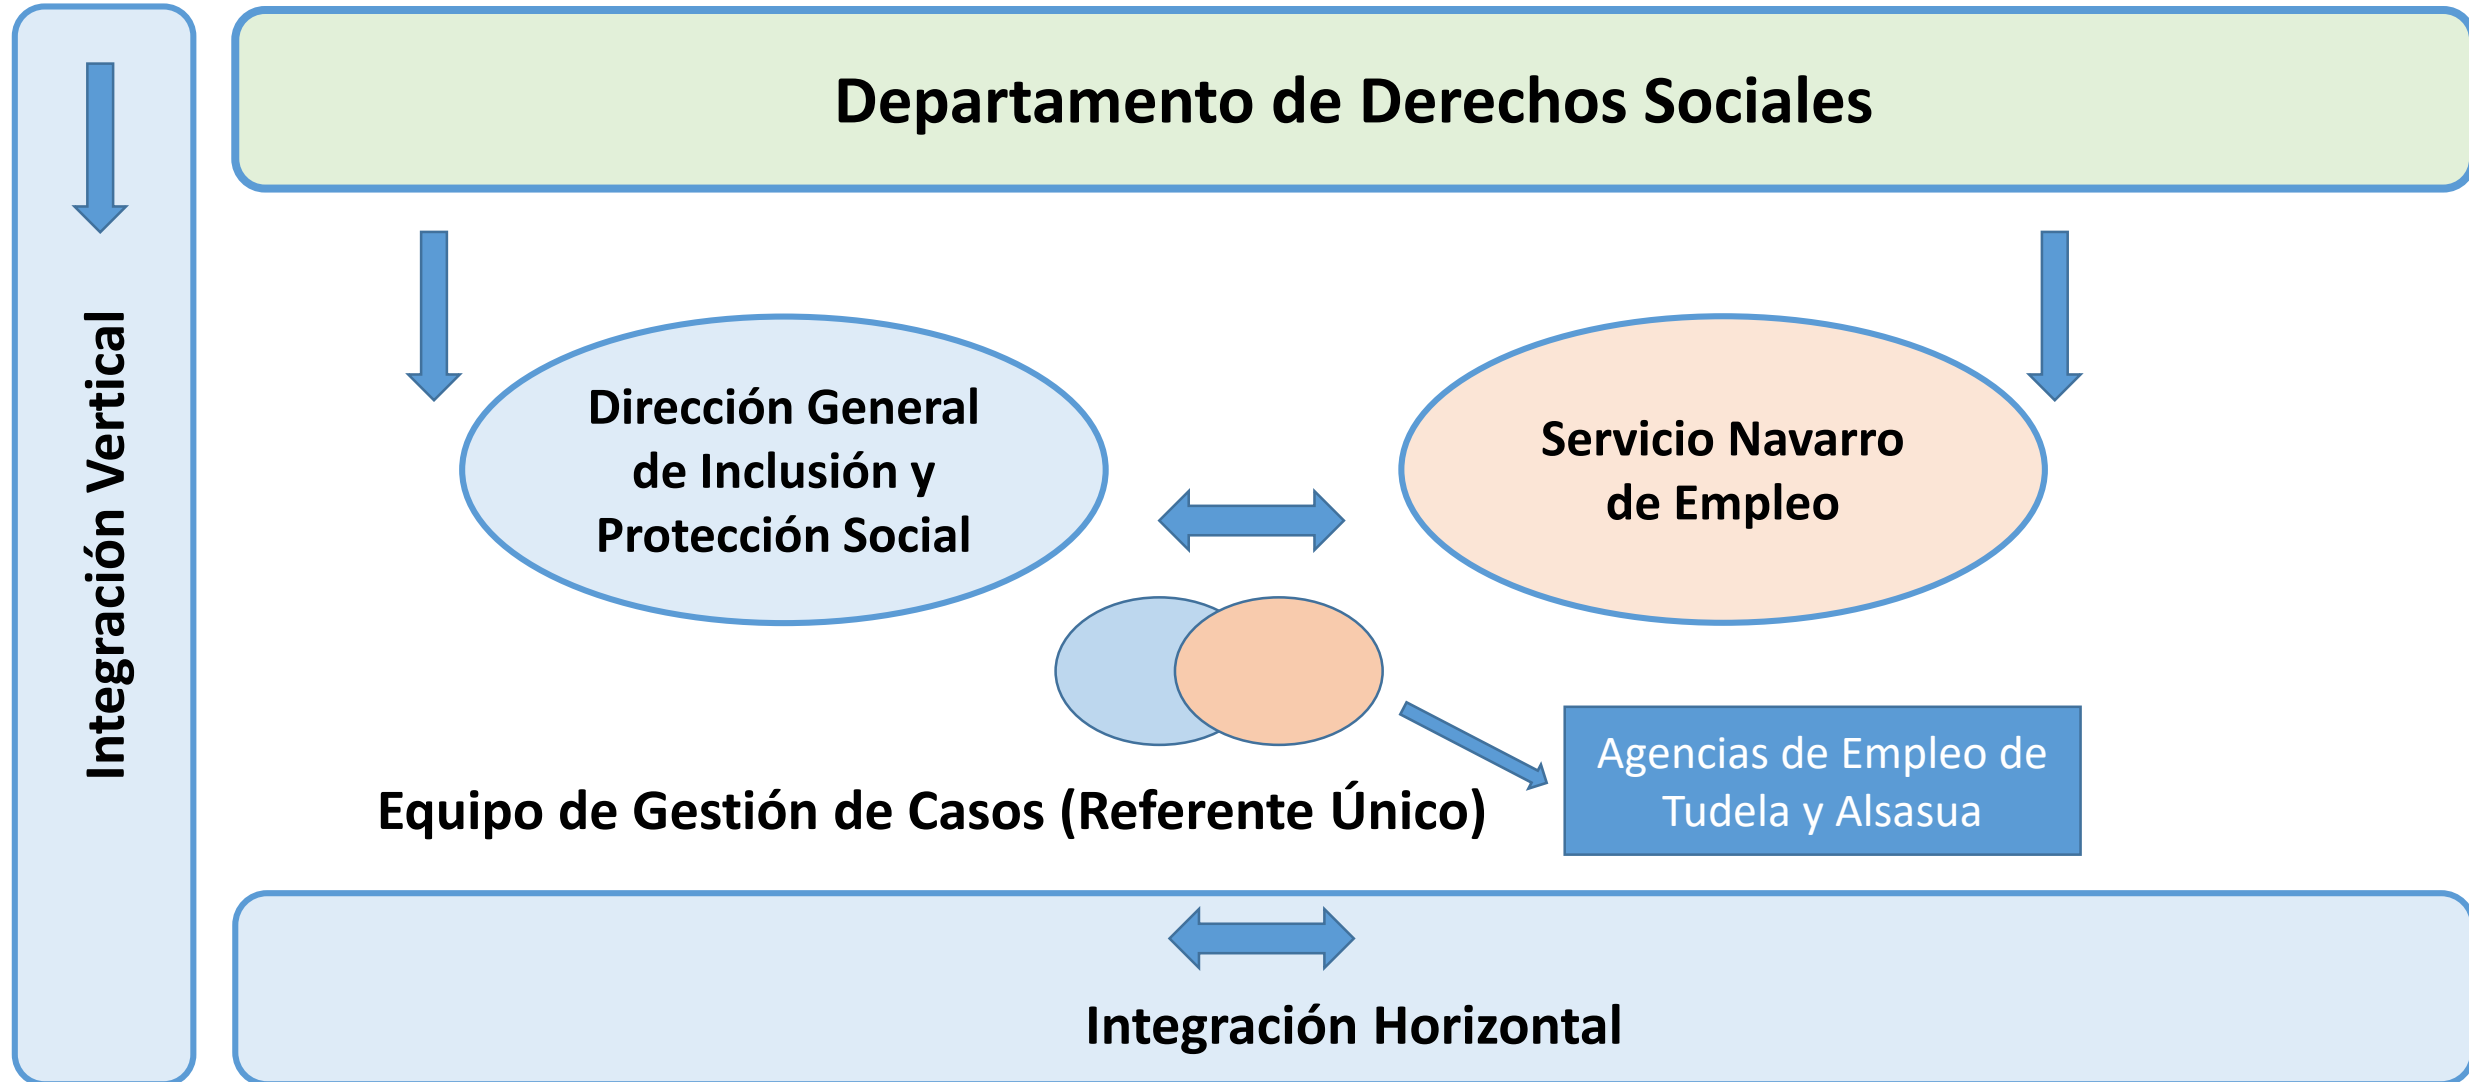 Integración Vertical
Departamento de Derechos Sociales
Dirección General
de Inclusión y
Protección Social
Servicio Navarro
de Empleo
Agencias de Empleo de
Tudela y Alsasua
Equipo de Gestión de Casos (Referente Único)
Integración Horizontal